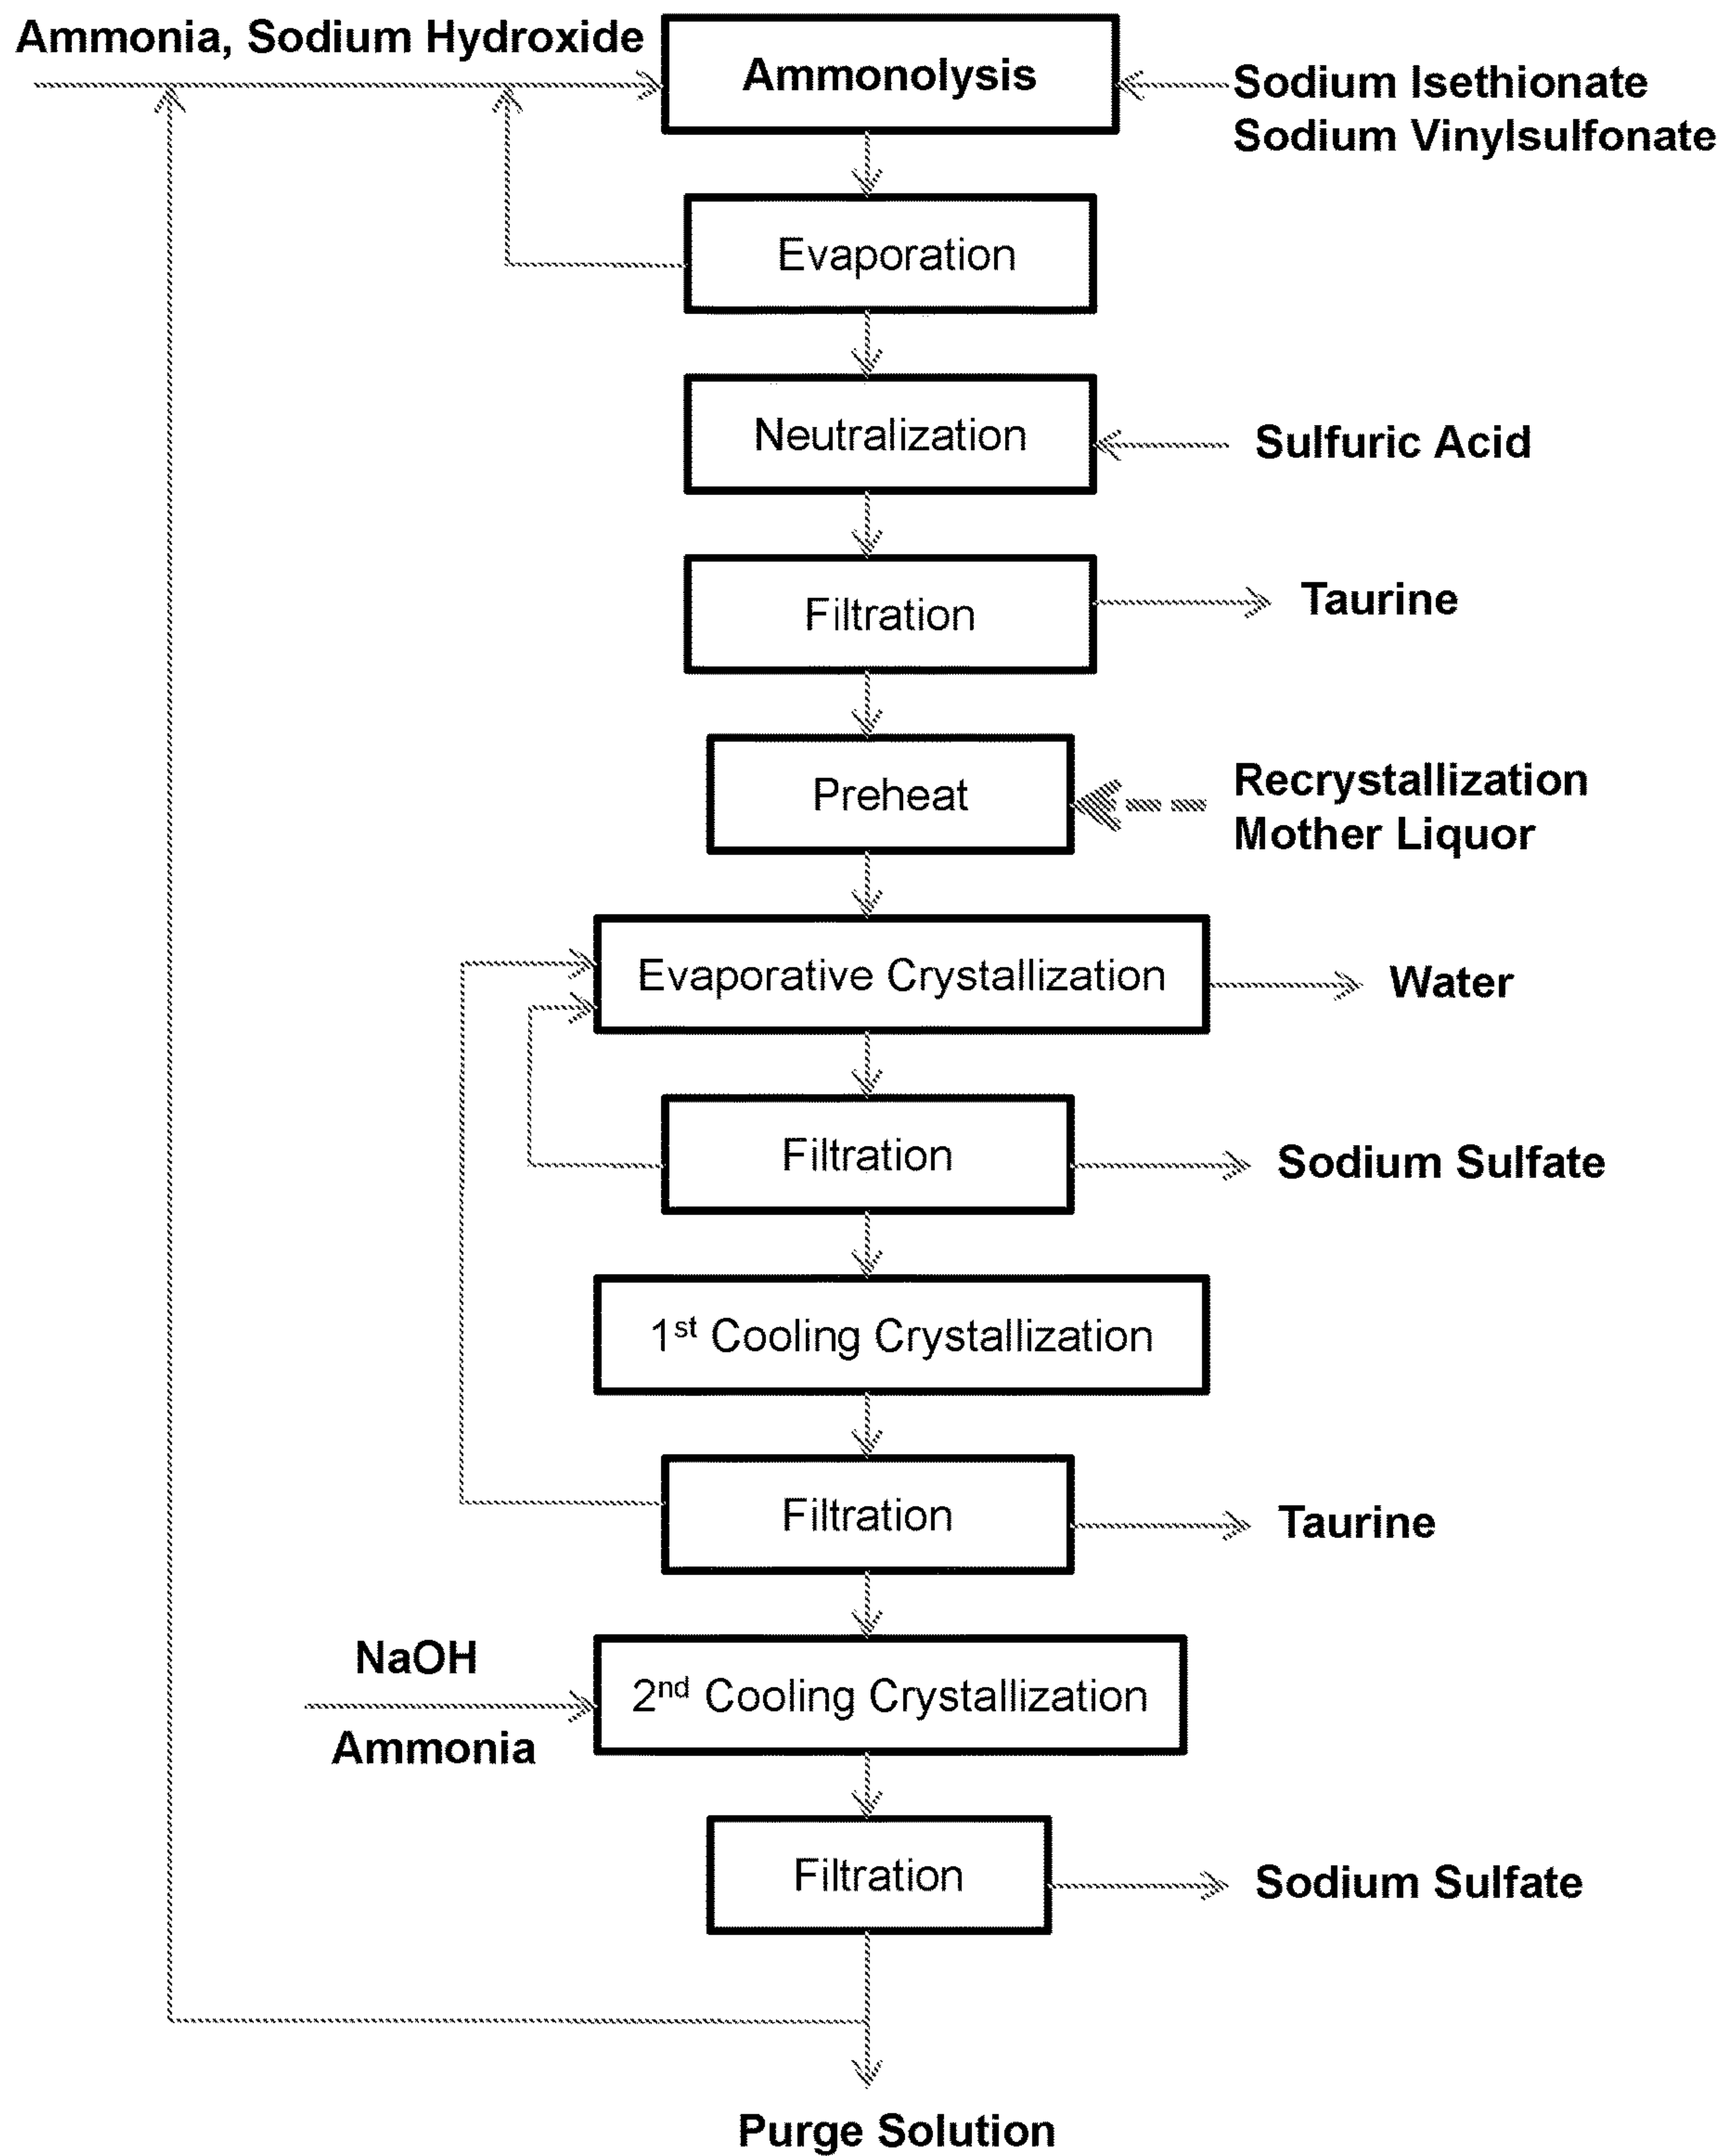 Ammonia, Sodium Hydroxide
Ammonolysis
Sodium Isethionate
Sodium Vinylsulfonate
Evaporation
Neutralization
Sulfuric Acid
Filtration
Taurine
Preheat
Recrystallization
Mother Liquor
Evaporative Crystallization
Water
Filtration
Sodium Sulfate
1st Cooling Crystallization
Filtration
Taurine
NaOH
Ammonia
2nd Cooling Crystallization
Filtration
Sodium Sulfate
Purge Solution